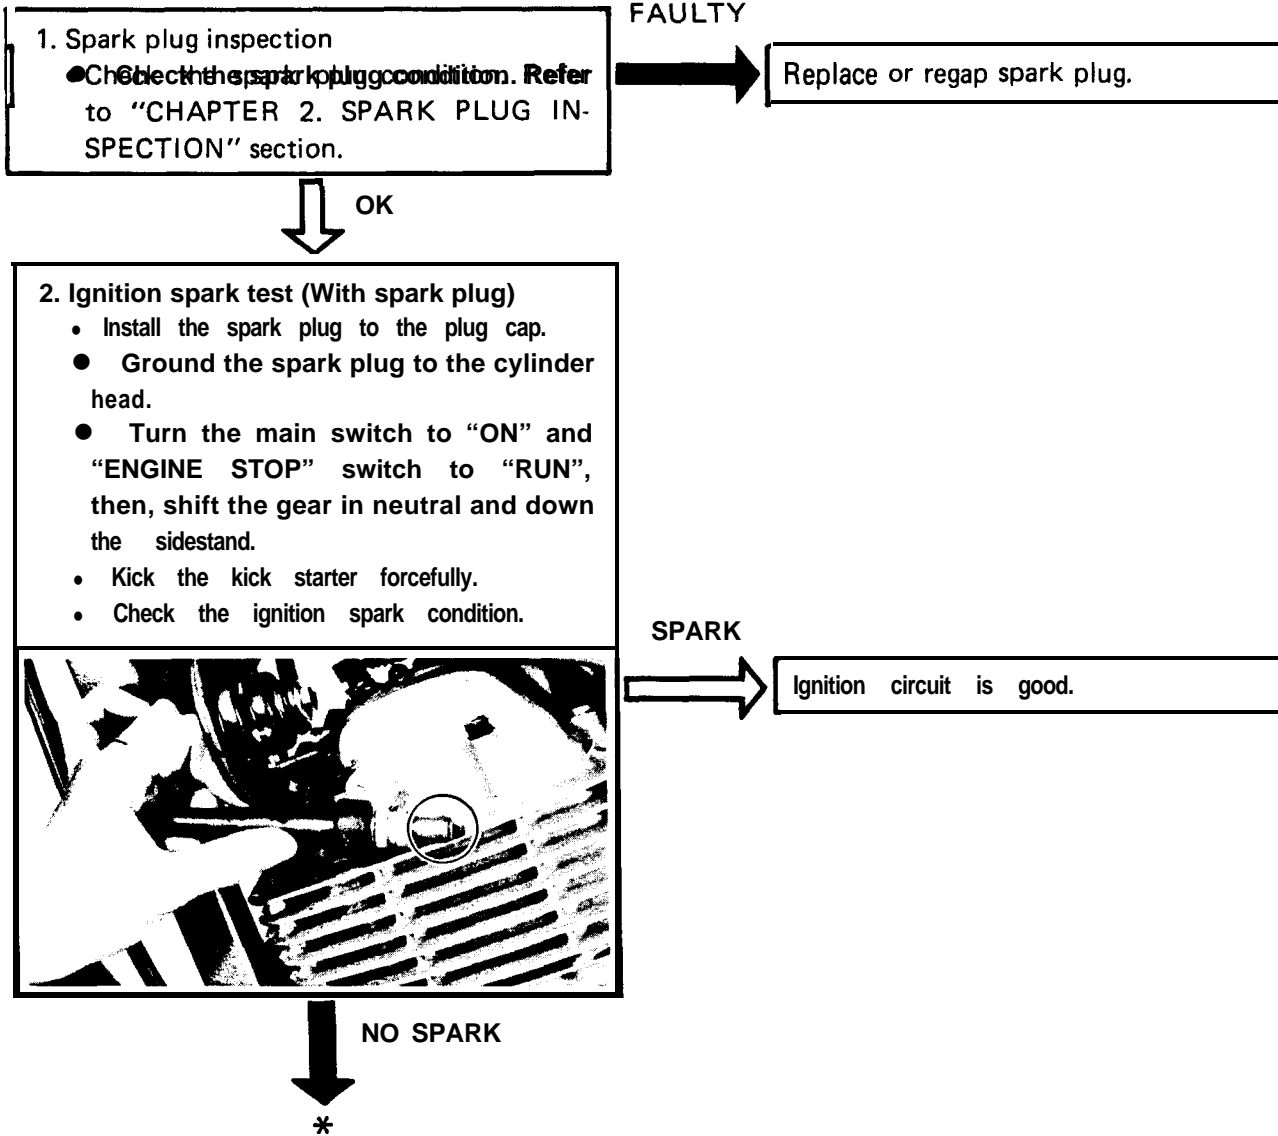 FAULTY
1. Spark plug inspection
● Check the spark plug condition. Refer
to "CHAPTER 2. SPARK PLUG IN-
SPECTION" section.
Replace or regap spark plug.
OK
2. Ignition spark test (With spark plug)
• Install the spark plug to the plug cap.
● Ground the spark plug to the cylinder
head.
● Turn the main switch to “ON” and
“ENGINE STOP” switch to “RUN”,
then, shift the gear in neutral and down
the sidestand.
• Kick the kick starter forcefully.
• Check the ignition spark condition.
SPARK
Ignition circuit is good.
NO SPARK
*